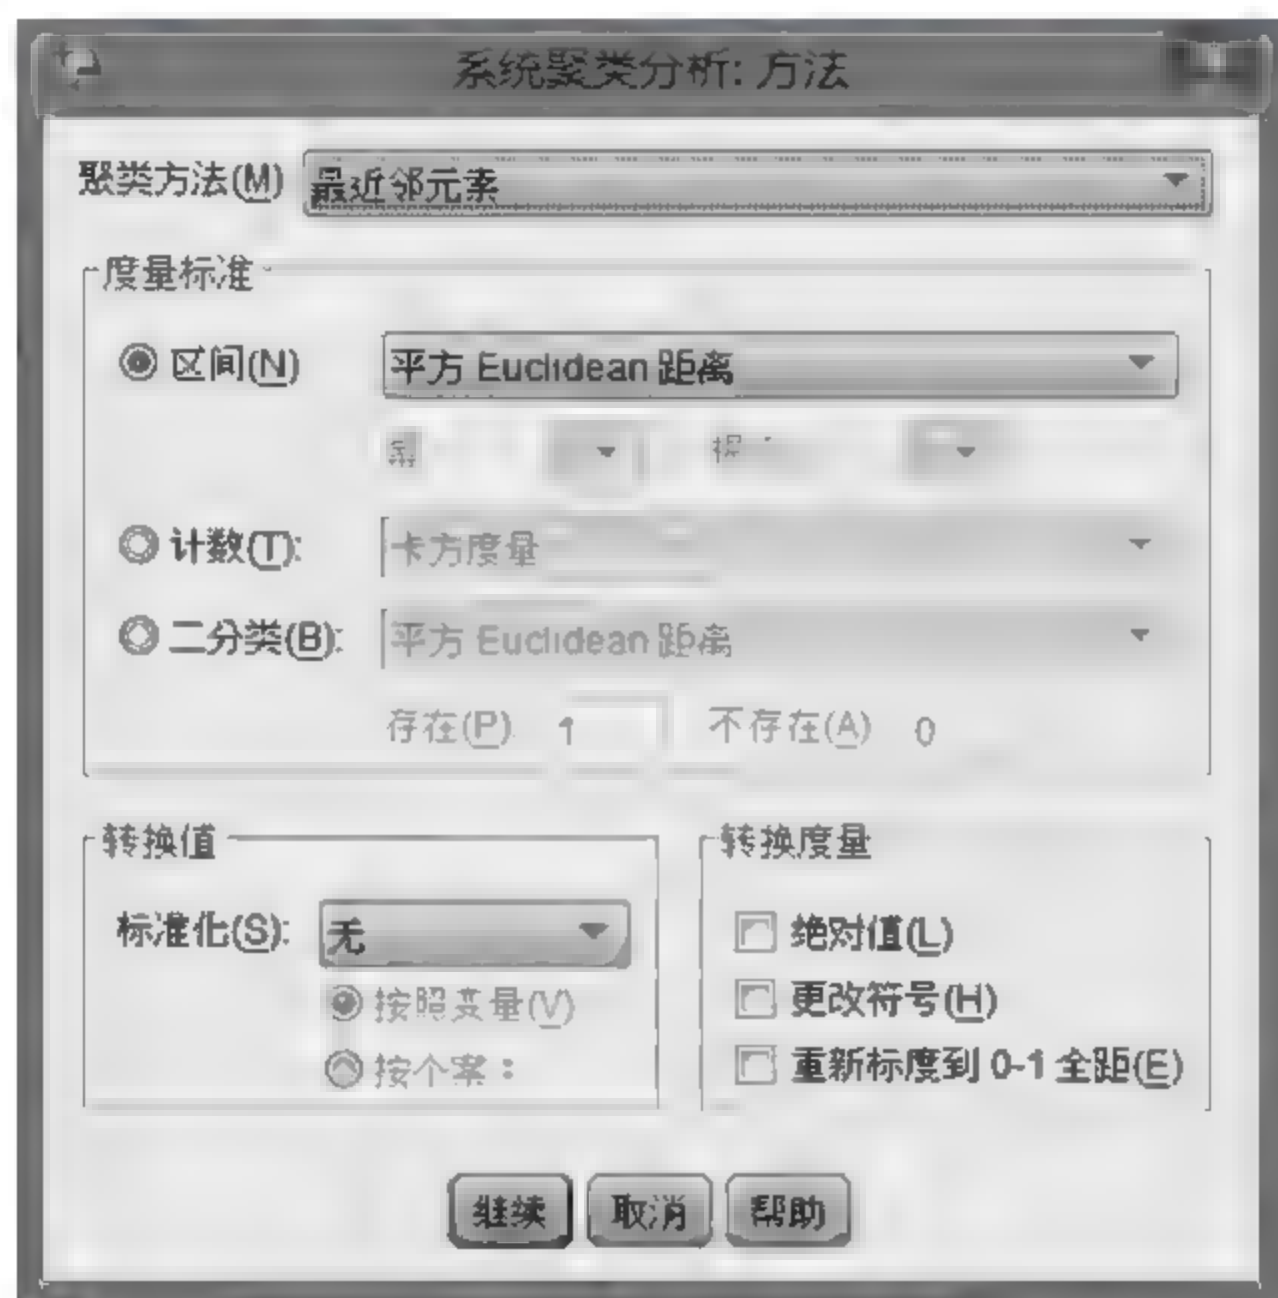 系统聚类分析: 方法
聚类方法(M) 最近邻元素
度量标准
区间(N) 平方 Euclidean 距离
计数(T): 卡方度量
二分类(B): 平方 Euclidean 距离
存在(P) 1 不存在(A) 0
转换值
标准化(S): 无
按照变量(V)
按个案：
转换度量
绝对值(L)
更改符号(H)
重新标度到 0-1 全距(E)
继续 取消 帮助